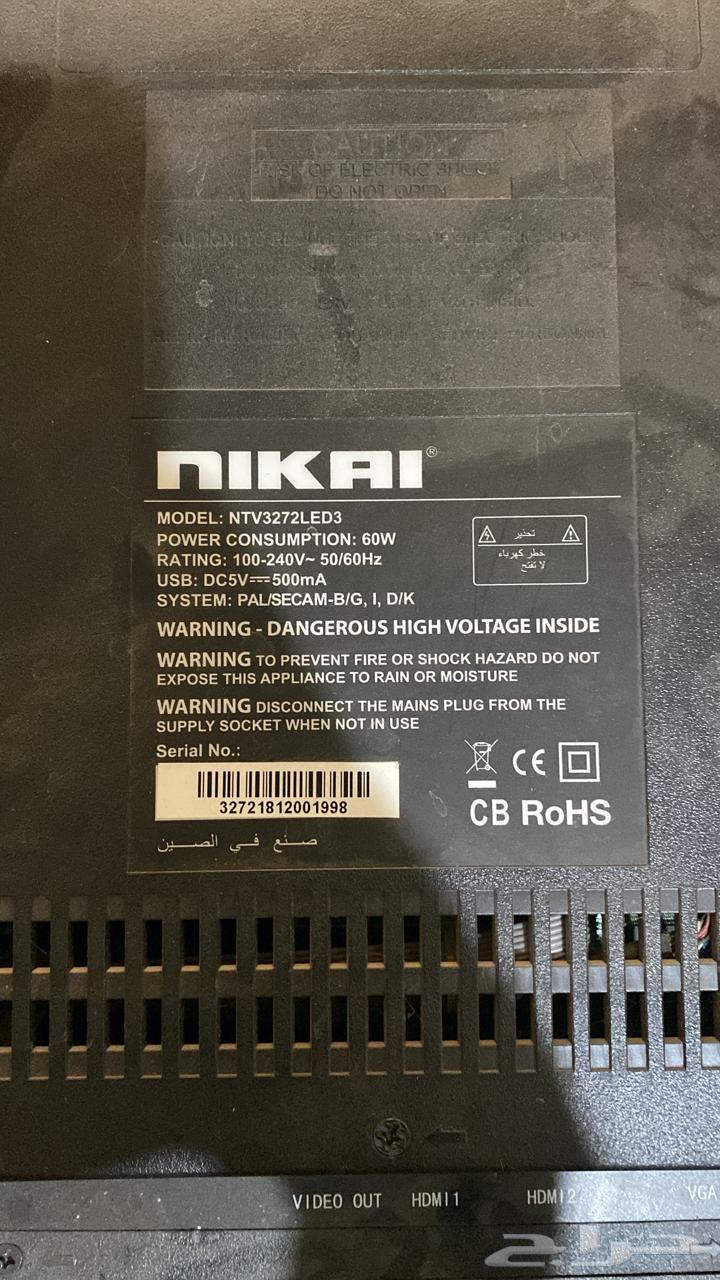 CAUTION
RISK OF ELECTRIC SHOCK
DO NOT OPEN
NIKAI®
MODEL: NTV3272LED3
POWER CONSUMPTION: 60W
RATING: 100-240V~ 50/60Hz
USB: DC5V⎓500mA
SYSTEM: PAL/SECAM-B/G, I, D/K
تحذير
خطر كهرباء
لا تفتح
WARNING - DANGEROUS HIGH VOLTAGE INSIDE
WARNING TO PREVENT FIRE OR SHOCK HAZARD DO NOT
EXPOSE THIS APPLIANCE TO RAIN OR MOISTURE
WARNING DISCONNECT THE MAINS PLUG FROM THE
SUPPLY SOCKET WHEN NOT IN USE
Serial No.:
32721812001998
CE
CB RoHS
صنع في الصين
VIDEO OUT HDMI1 HDMI2 VGA
حراج